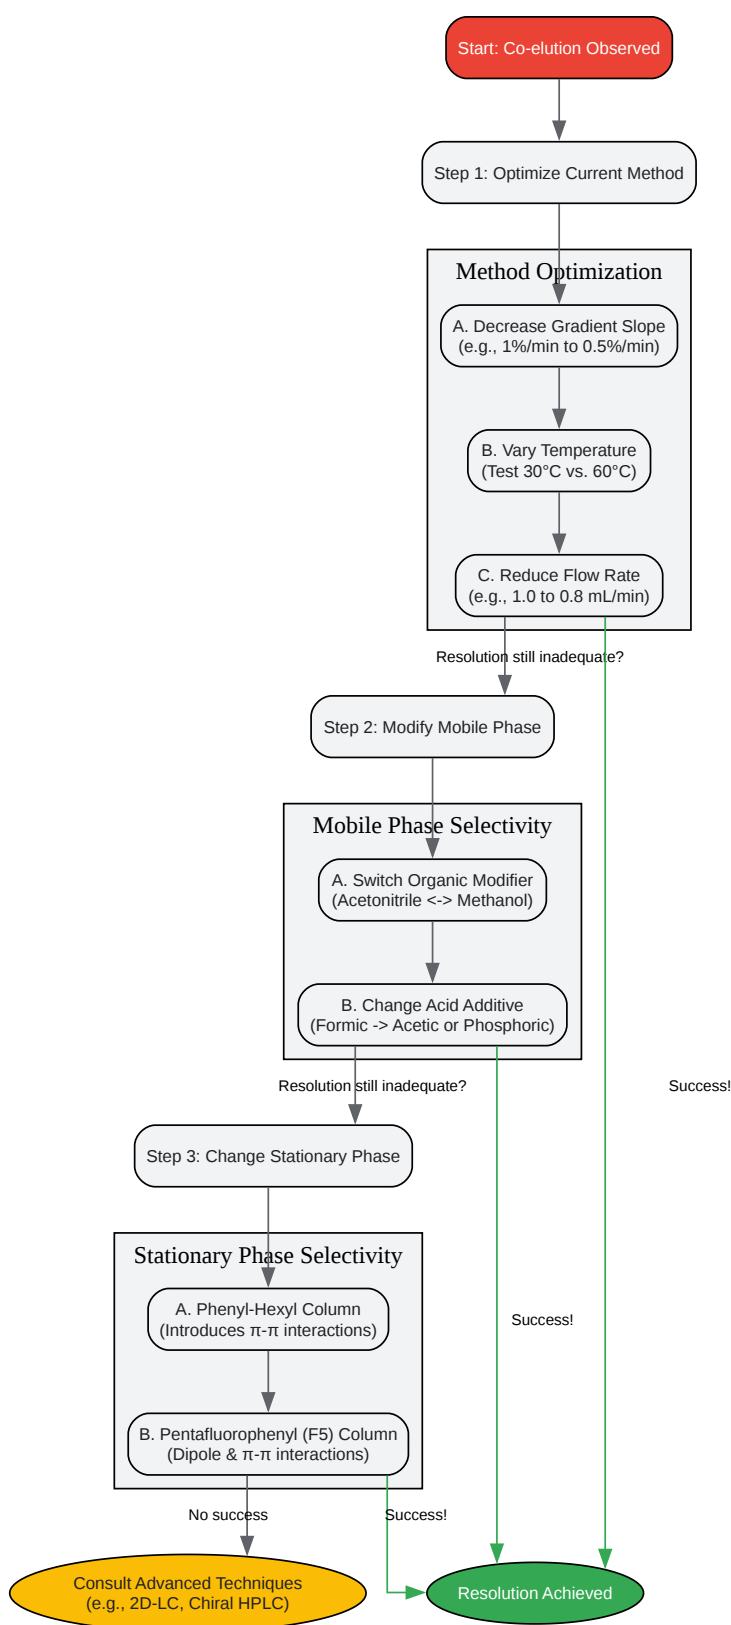 Start: Co-elution Observed
Step 1: Optimize Current Method
Method Optimization
A. Decrease Gradient Slope
(e.g., 1%/min to 0.5%/min)
B. Vary Temperature
(Test 30°C vs. 60°C)
C. Reduce Flow Rate
(e.g., 1.0 to 0.8 mL/min)
Resolution still inadequate?
Step 2: Modify Mobile Phase
Mobile Phase Selectivity
A. Switch Organic Modifier
(Acetonitrile <-> Methanol)
B. Change Acid Additive
(Formic -> Acetic or Phosphoric)
Resolution still inadequate?
Success!
Step 3: Change Stationary Phase
Stationary Phase Selectivity
A. Phenyl-Hexyl Column
(Introduces π-π interactions)
Success!
B. Pentafluorophenyl (F5) Column
(Dipole & π-π interactions)
No success
Success!
Consult Advanced Techniques
(e.g., 2D-LC, Chiral HPLC)
Resolution Achieved